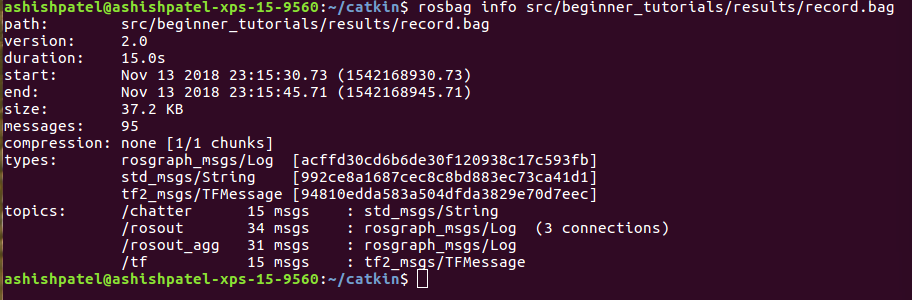 ashishpatel@ashishpatel-xps-15-9560:~/catkin$ rosbag info src/beginner_tutorials/results/record.bag
path:        src/beginner_tutorials/results/record.bag
version:     2.0
duration:    15.0s
start:       Nov 13 2018 23:15:30.73 (1542168930.73)
end:         Nov 13 2018 23:15:45.71 (1542168945.71)
size:        37.2 KB
messages:    95
compression: none [1/1 chunks]
types:       rosgraph_msgs/Log  [acffd30cd6b6de30f120938c17c593fb]
             std_msgs/String    [992ce8a1687cec8c8bd883ec73ca41d1]
             tf2_msgs/TFMessage [94810edda583a504dfda3829e70d7eec]
topics:      /chatter      15 msgs    : std_msgs/String
             /rosout       34 msgs    : rosgraph_msgs/Log  (3 connections)
             /rosout_agg   31 msgs    : rosgraph_msgs/Log
             /tf           15 msgs    : tf2_msgs/TFMessage
ashishpatel@ashishpatel-xps-15-9560:~/catkin$